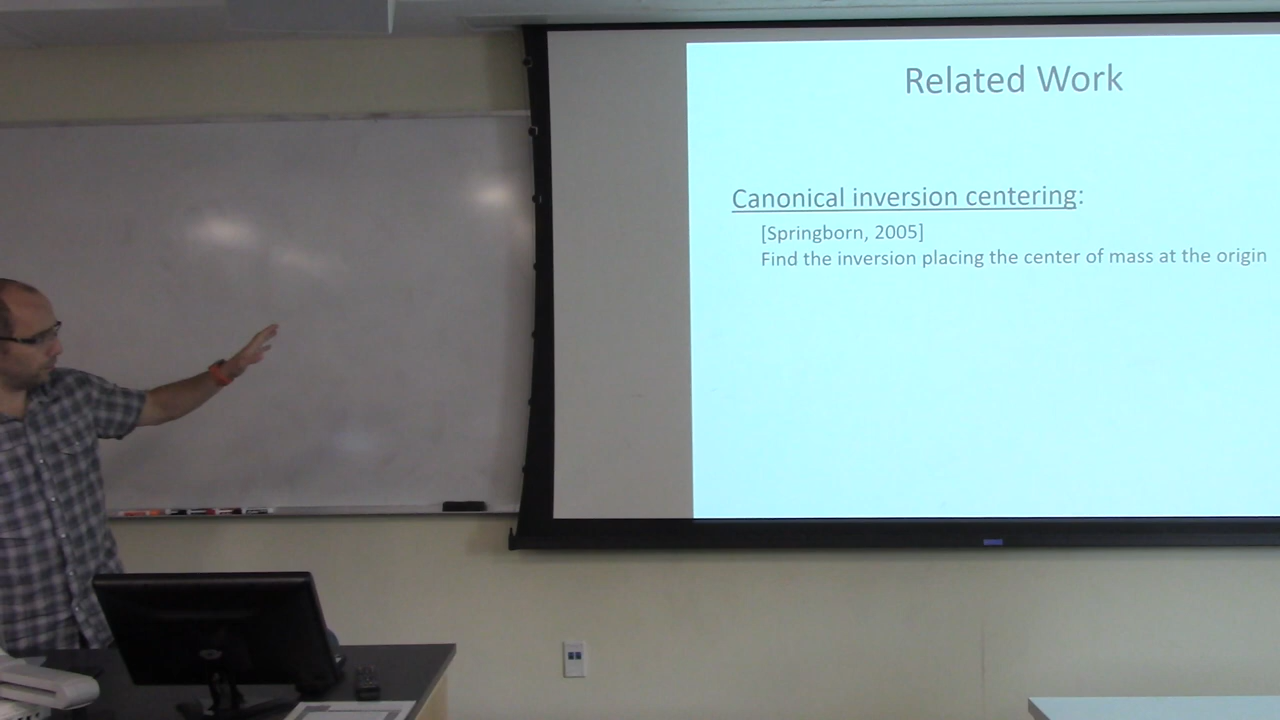 Related Work
Canonical inversion centering:
[Springborn, 2005]
Find the inversion placing the center of mass at the origin